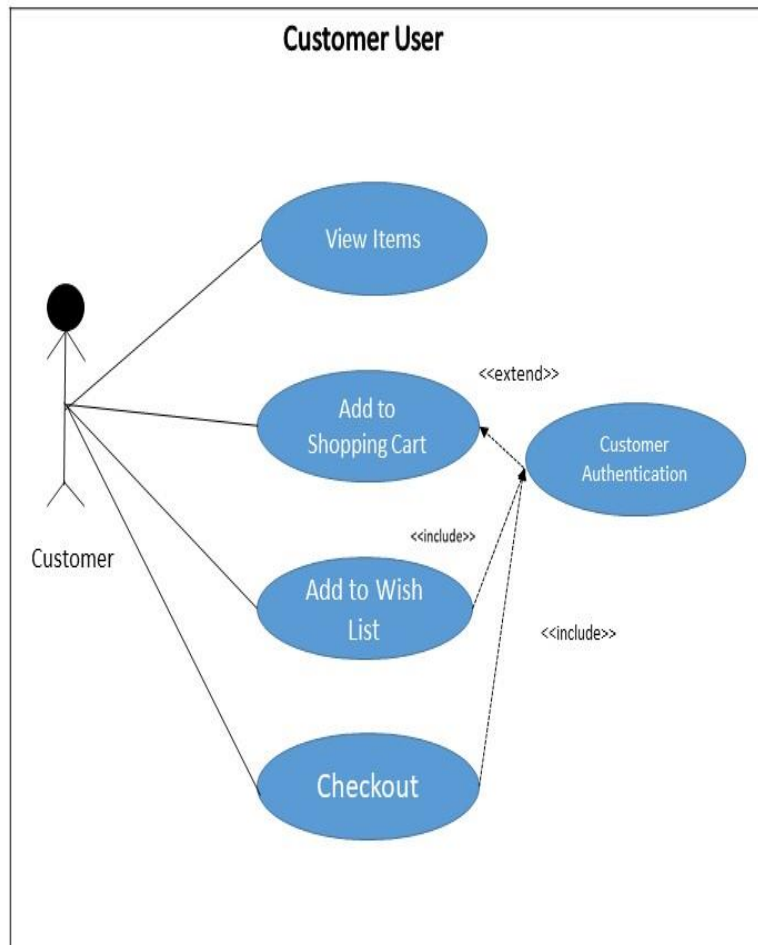 Customer User
View Items
<<extend>>
Add to
Shopping Cart
Customer
Authentication
<<include>>
Customer
Add to Wish
List
<<include>>
Checkout